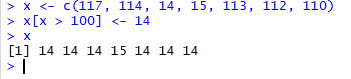 > x <- c(117, 114, 14, 15, 113, 112, 110)
> x[x > 100] <- 14
> x
[1] 14 14 14 15 14 14 14
>